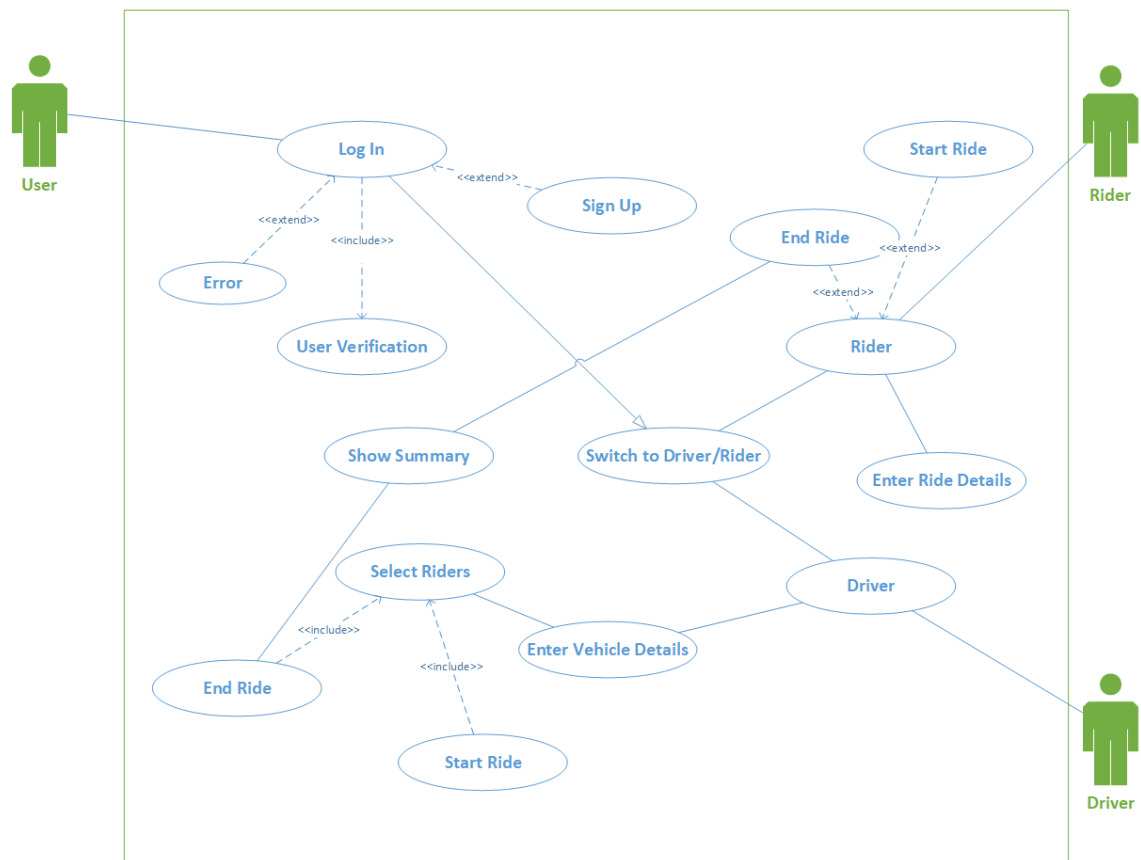 User
Log In
Start Ride
Rider
<<extend>>
Sign Up
<<extend>>
<<include>>
End Ride
<<extend>>
Error
<<extend>>
User Verification
Rider
Show Summary
Switch to Driver/Rider
Enter Ride Details
Select Riders
Driver
<<include>>
Enter Vehicle Details
<<include>>
End Ride
Start Ride
Driver